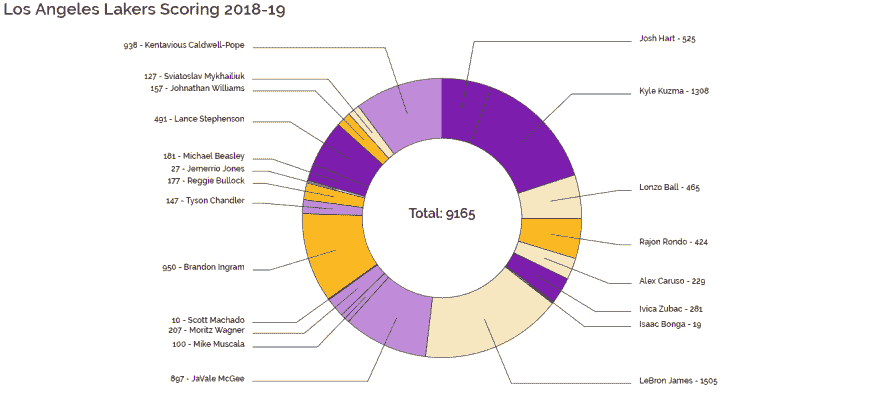 Los Angeles Lakers Scoring 2018-19
938 - Kentavious Caldwell-Pope
127 - Sviatoslav Mykhailiuk
157 - Johnathan Williams
491 - Lance Stephenson
181 - Michael Beasley
27 - Jemerrio Jones
177 - Reggie Bullock
147 - Tyson Chandler
950 - Brandon Ingram
10 - Scott Machado
207 - Moritz Wagner
100 - Mike Muscala
897 - JaVale McGee
Total: 9165
Josh Hart - 525
Kyle Kuzma - 1308
Lonzo Ball - 465
Rajon Rondo - 424
Alex Caruso - 229
Ivica Zubac - 281
Isaac Bonga - 19
LeBron James - 1505